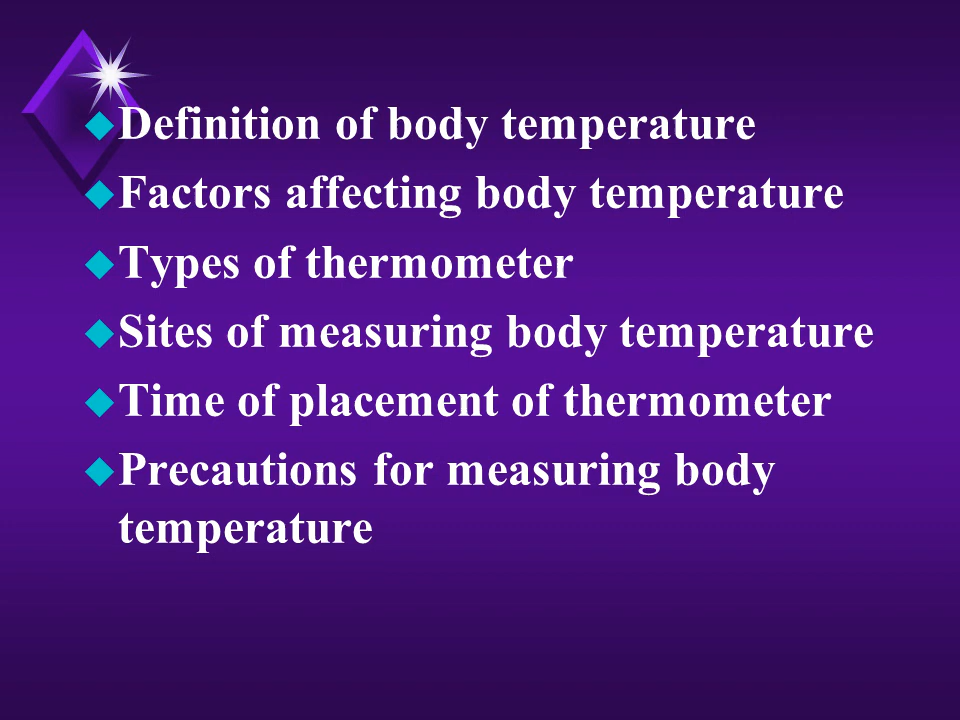 Definition of body temperature
Factors affecting body temperature
Types of thermometer
Sites of measuring body temperature
Time of placement of thermometer
Precautions for measuring body
temperature